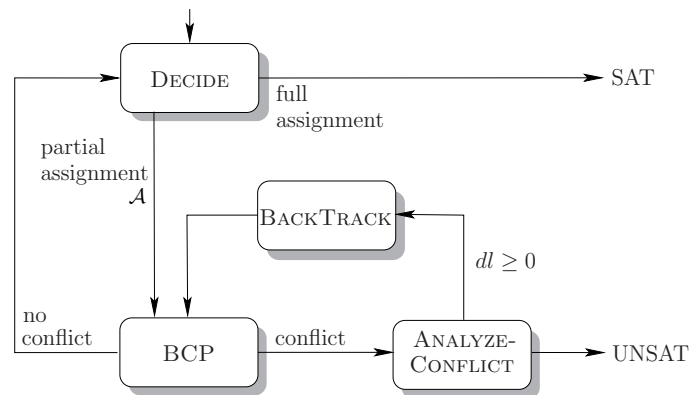 DECIDE
SAT
full
assignment
partial
assignment
𝒜
BACKTRACK
dl ≥ 0
no
conflict
BCP
conflict
ANALYZE-
CONFLICT
UNSAT